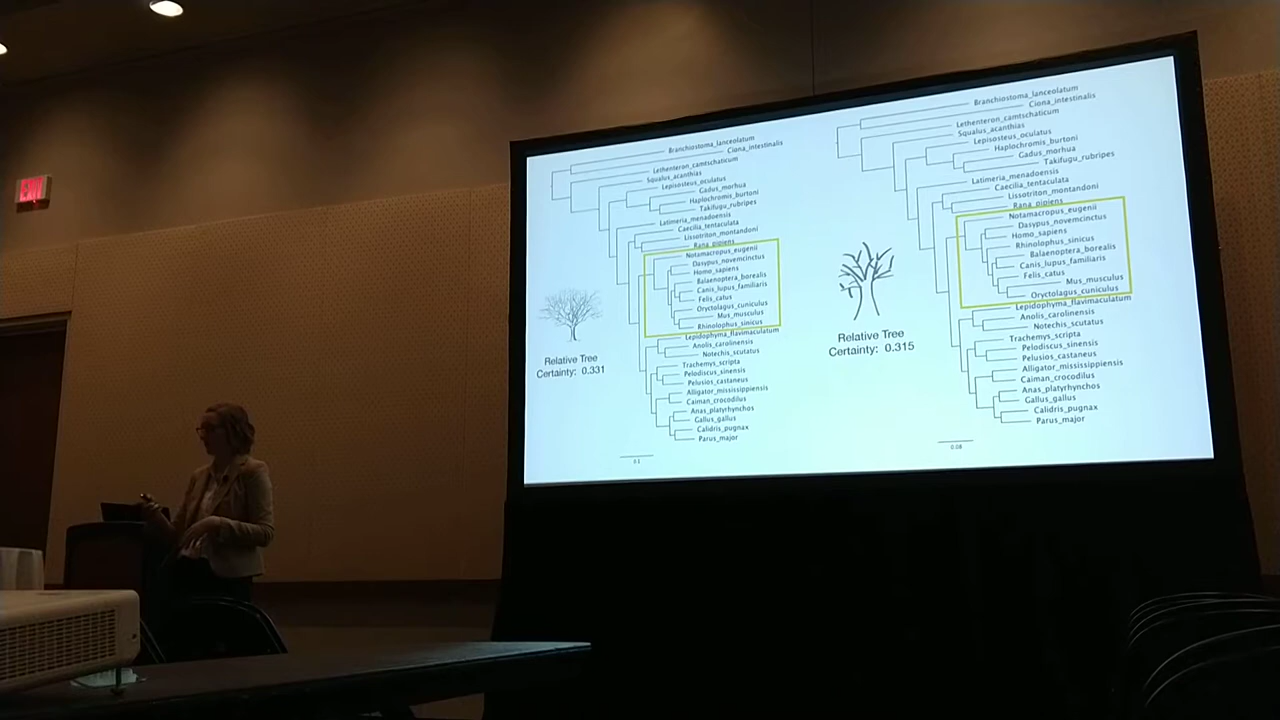 EXIT
Branchiostoma_lanceolatum
Ciona_intestinalis
Lethenteron_camtschaticum
Squalus_acanthias
Lepisosteus_oculatus
Gadus_morhua
Haplochromis_burtoni
Takifugu_rubripes
Latimeria_menadoensis
Caecilia_tentaculata
Lissotriton_montandoni
Rana_pipiens
Notamacropus_eugenii
Dasypus_novemcinctus
Homo_sapiens
Balaenoptera_borealis
Canis_lupus_familiaris
Felis_catus
Oryctolagus_cuniculus
Mus_musculus
Rhinolophus_sinicus
Lepidophyma_flavimaculatum
Anolis_carolinensis
Notechis_scutatus
Trachemys_scripta
Pelodiscus_sinensis
Pelusios_castaneus
Alligator_mississippiensis
Caiman_crocodilus
Anas_platyrhynchos
Gallus_gallus
Calidris_pugnax
Parus_major
0.1
Relative Tree
Certainty: 0.331
Branchiostoma_lanceolatum
Ciona_intestinalis
Lethenteron_camtschaticum
Squalus_acanthias
Lepisosteus_oculatus
Haplochromis_burtoni
Gadus_morhua
Takifugu_rubripes
Latimeria_menadoensis
Caecilia_tentaculata
Lissotriton_montandoni
Rana_pipiens
Notamacropus_eugenii
Dasypus_novemcinctus
Homo_sapiens
Rhinolophus_sinicus
Balaenoptera_borealis
Canis_lupus_familiaris
Felis_catus
Mus_musculus
Oryctolagus_cuniculus
Lepidophyma_flavimaculatum
Anolis_carolinensis
Notechis_scutatus
Trachemys_scripta
Pelodiscus_sinensis
Pelusios_castaneus
Alligator_mississippiensis
Caiman_crocodilus
Anas_platyrhynchos
Gallus_gallus
Calidris_pugnax
Parus_major
0.08
Relative Tree
Certainty: 0.315